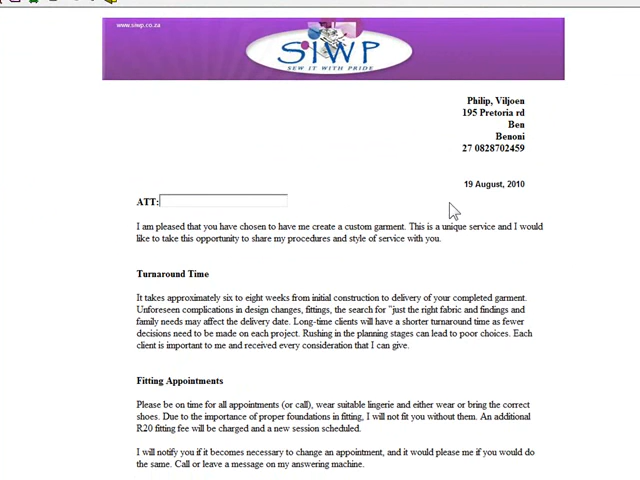 www.siwp.co.za
SIWP
SEW IT WITH PRIDE
Philip, Viljoen
195 Pretoria rd
Ben
Benoni
27 0828702459
19 August, 2010
ATT:
I am pleased that you have chosen to have me create a custom garment. This is a unique service and I would
like to take this opportunity to share my procedures and style of service with you.
Turnaround Time
It takes approximately six to eight weeks from initial construction to delivery of your completed garment.
Unforeseen complications in design changes, fittings, the search for "just the right fabric and findings and
family needs may affect the delivery date. Long-time clients will have a shorter turnaround time as fewer
decisions need to be made on each project. Rushing in the planning stages can lead to poor choices. Each
client is important to me and received every consideration that I can give.
Fitting Appointments
Please be on time for all appointments (or call), wear suitable lingerie and either wear or bring the correct
shoes. Due to the importance of proper foundations in fitting, I will not fit you without them. An additional
R20 fitting fee will be charged and a new session scheduled.
I will notify you if it becomes necessary to change an appointment, and it would please me if you would do
the same. Call or leave a message on my answering machine.